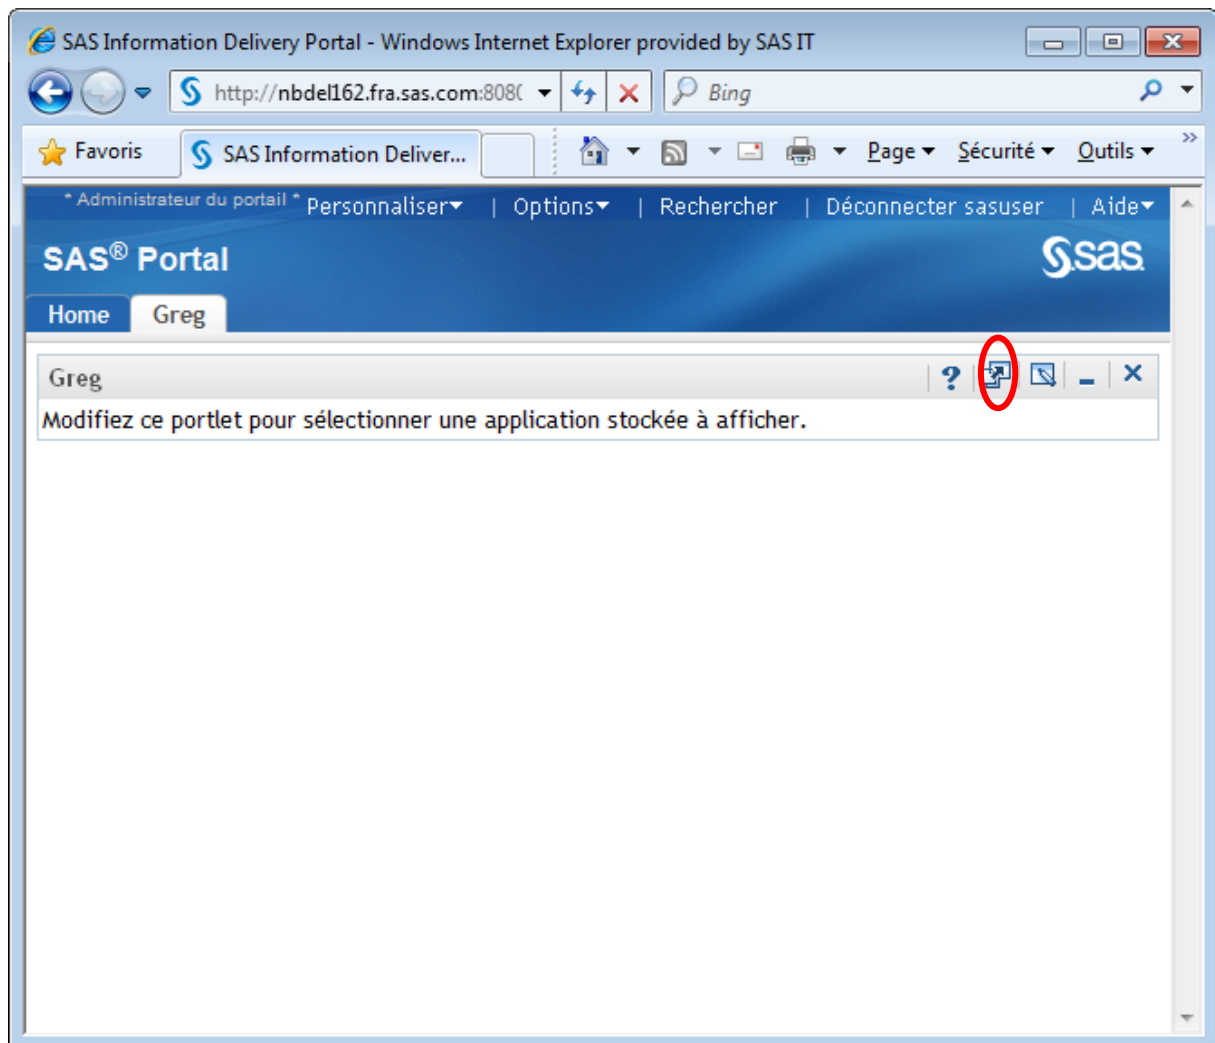 SAS Information Delivery Portal - Windows Internet Explorer provided by SAS IT
http://nbdel162.fra.sas.com:808( Bing
Favoris SAS Information Deliver... Page Sécurité Outils »
* Administrateur du portail * Personnaliser | Options | Rechercher | Déconnecter sasuser | Aide
SAS® Portal sas
Home Greg
Greg ?
Modifiez ce portlet pour sélectionner une application stockée à afficher.